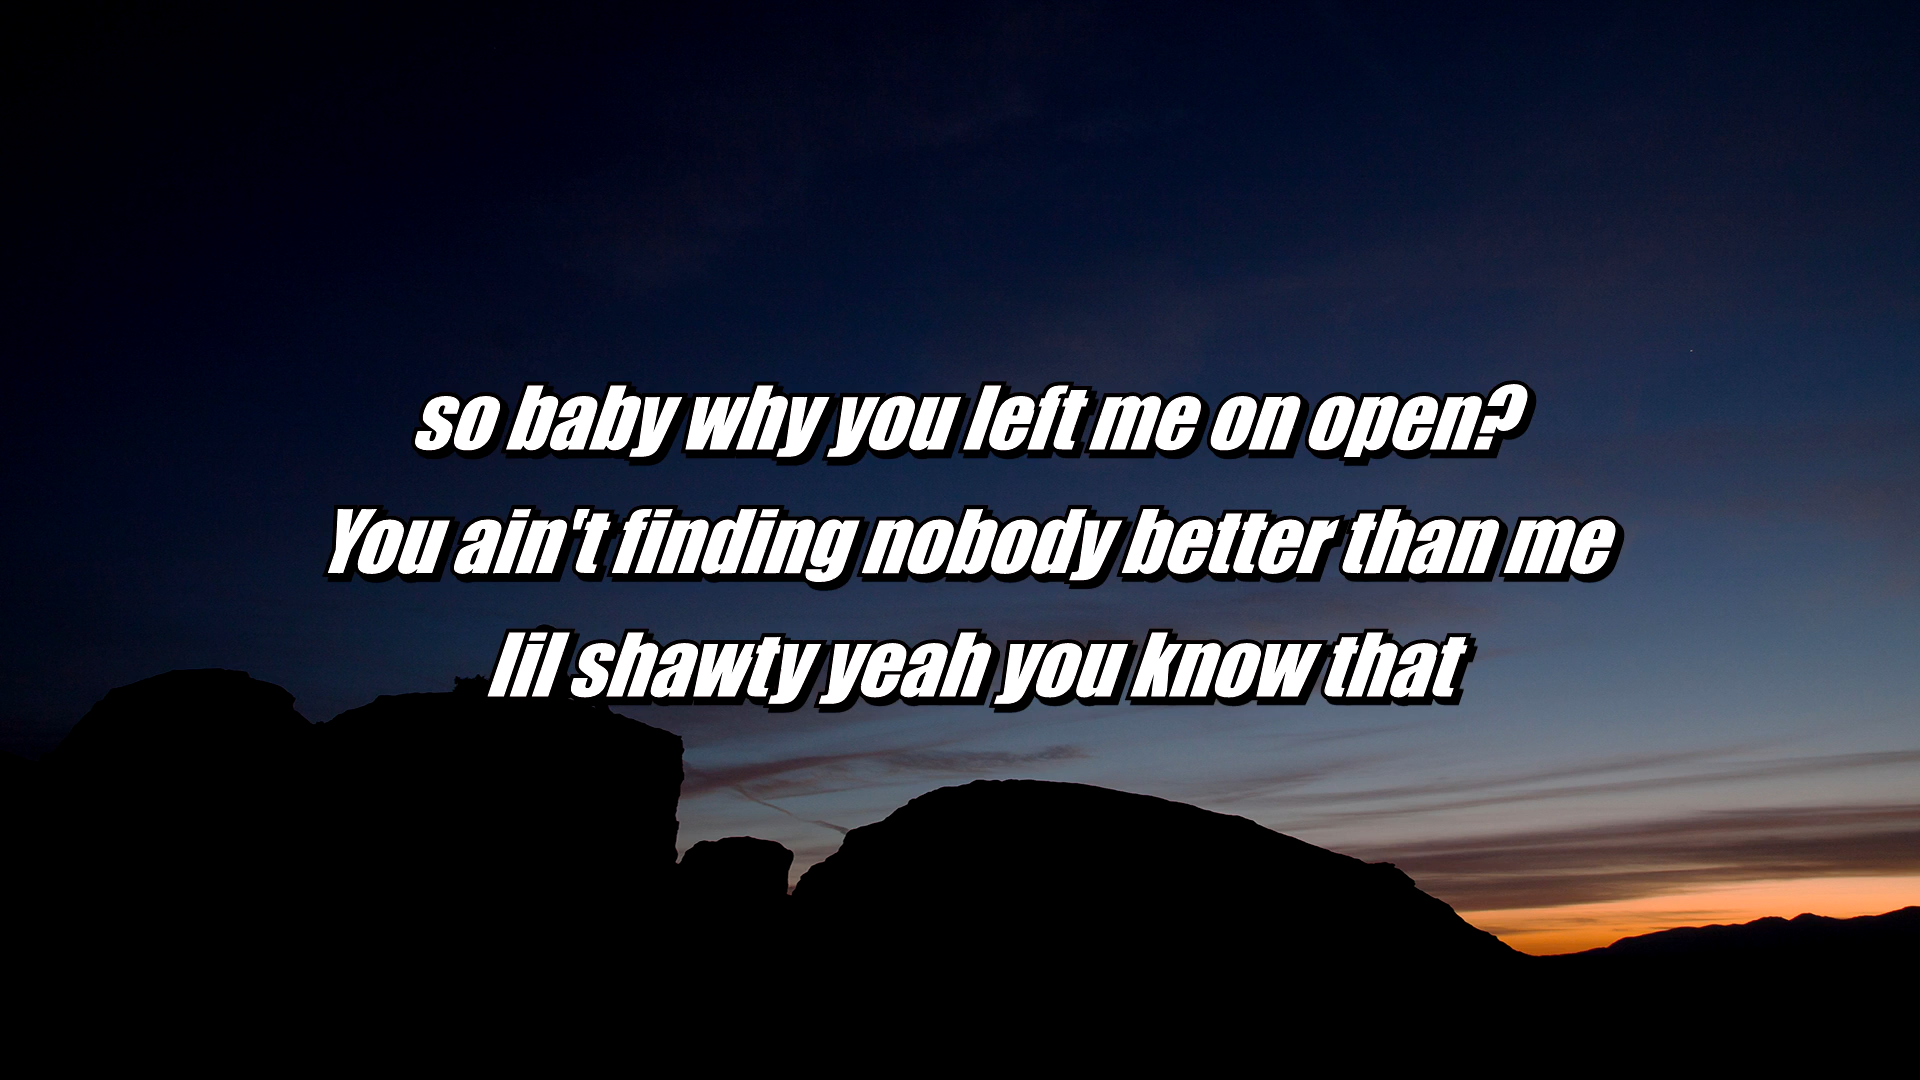 so baby why you left me on open?
You ain't finding nobody better than me
lil shawty yeah you know that